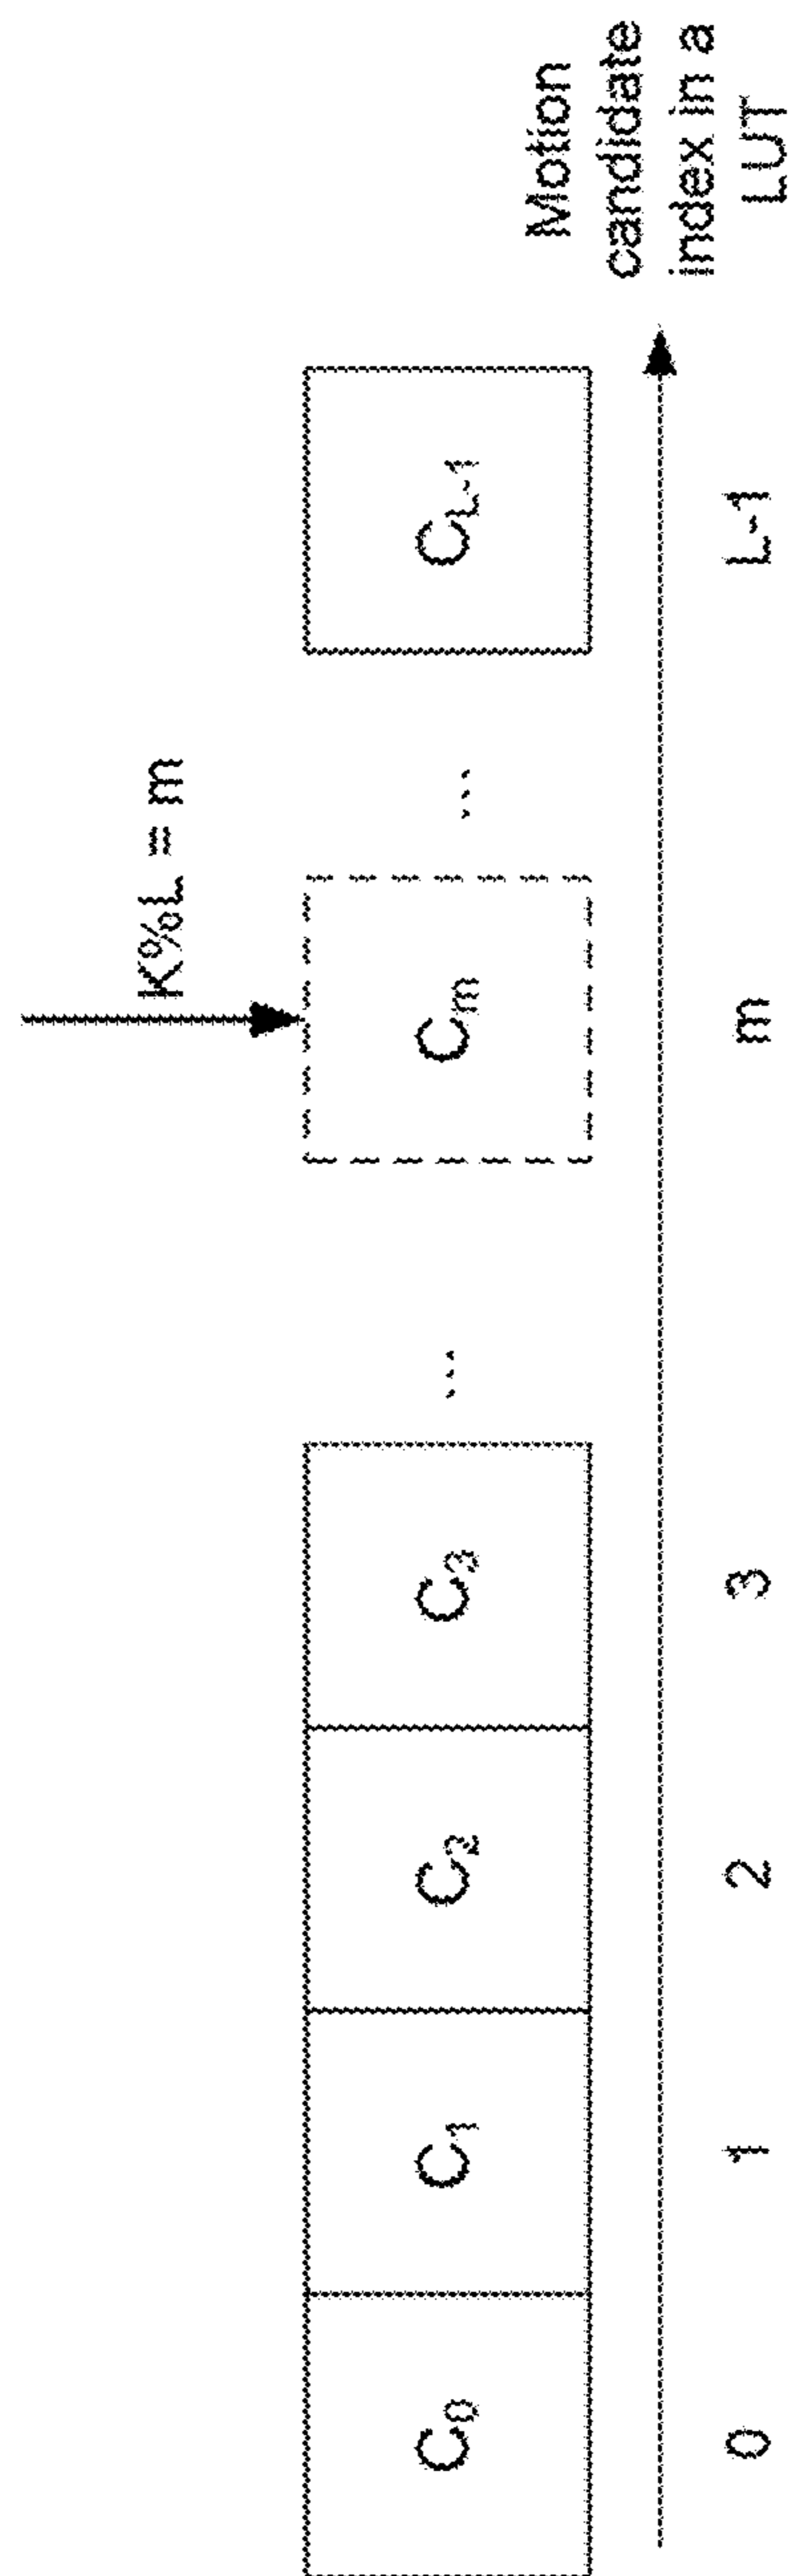 K%L = m
C0 C1 C2 C3 ... Cm ... CL-1
0 1 2 3 m L-1
Motion
candidate
index in a
LUT